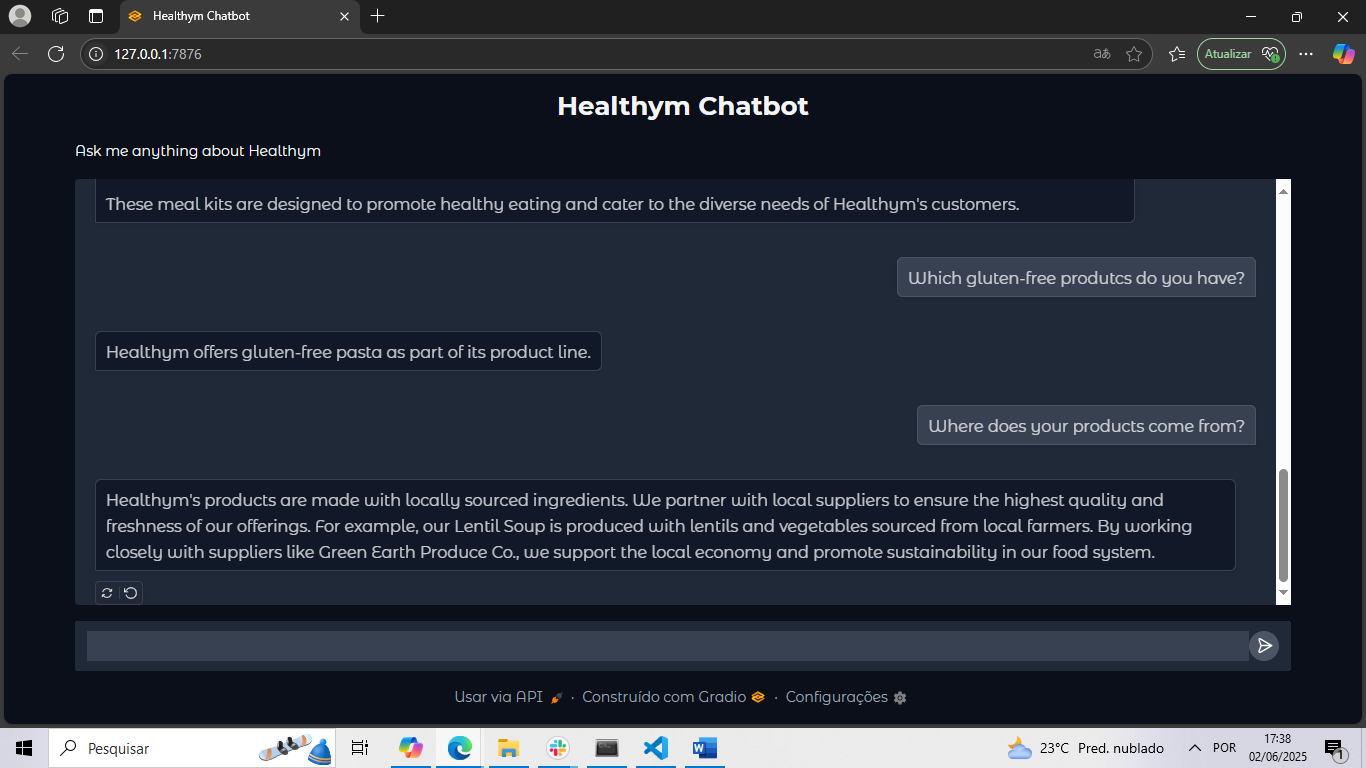 Healthym Chatbot
127.0.0.1:7876
aあ
Atualizar
Healthym Chatbot
Ask me anything about Healthym
These meal kits are designed to promote healthy eating and cater to the diverse needs of Healthym's customers.
Which gluten-free produtcs do you have?
Healthym offers gluten-free pasta as part of its product line.
Where does your products come from?
Healthym's products are made with locally sourced ingredients. We partner with local suppliers to ensure the highest quality and
freshness of our offerings. For example, our Lentil Soup is produced with lentils and vegetables sourced from local farmers. By working
closely with suppliers like Green Earth Produce Co., we support the local economy and promote sustainability in our food system.
Usar via API · Construído com Gradio · Configurações
Pesquisar
23°C Pred. nublado
POR
17:38
02/06/2025
1